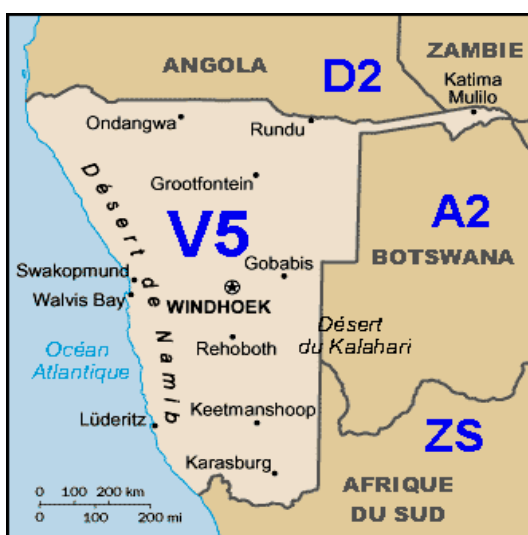 ANGOLA
D2
ZAMBIE
Katima
Mulilo
Ondangwa
Rundu
Grootfontein
Désert de Namib
V5
A2
BOTSWANA
Gobabis
Swakopmund
Walvis Bay
WINDHOEK
Désert
du Kalahari
Océan
Atlantique
Rehoboth
Lüderitz
Keetmanshoop
ZS
Karasburg
AFRIQUE
DU SUD
0 100 200 km
0 100 200 mi